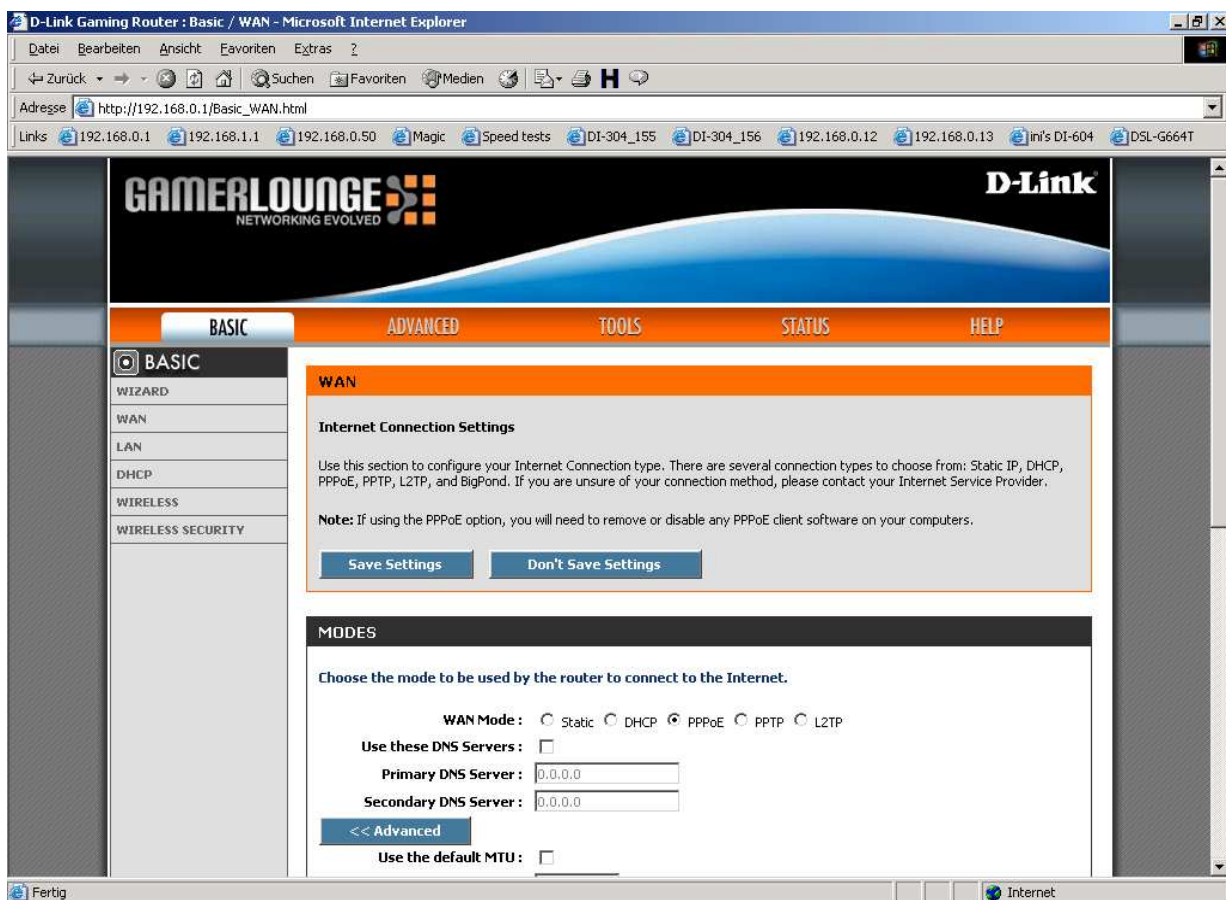 D-Link Gaming Router : Basic / WAN - Microsoft Internet Explorer
Datei Bearbeiten Ansicht Favoriten Extras ?
Zurück Suchen Favoriten Medien
Adresse http://192.168.0.1/Basic_WAN.html
Links 192.168.0.1 192.168.1.1 192.168.0.50 Magic Speed tests DI-304_155 DI-304_156 192.168.0.12 192.168.0.13 ini's DI-604 DSL-G664T
GAMERLOUNGE
NETWORKING EVOLVED
D-Link
BASIC ADVANCED TOOLS STATUS HELP
BASIC
WIZARD
WAN
LAN
DHCP
WIRELESS
WIRELESS SECURITY
WAN
Internet Connection Settings
Use this section to configure your Internet Connection type. There are several connection types to choose from: Static IP, DHCP,
PPPoE, PPTP, L2TP, and BigPond. If you are unsure of your connection method, please contact your Internet Service Provider.
Note: If using the PPPoE option, you will need to remove or disable any PPPoE client software on your computers.
Save Settings Don't Save Settings
MODES
Choose the mode to be used by the router to connect to the Internet.
WAN Mode : Static DHCP PPPoE PPTP L2TP
Use these DNS Servers :
Primary DNS Server : 0.0.0.0
Secondary DNS Server : 0.0.0.0
<< Advanced
Use the default MTU :
Fertig Internet